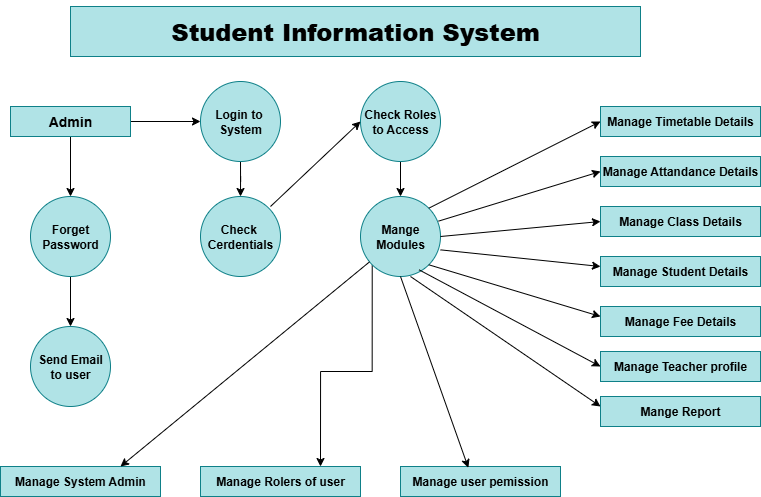 Student Information System
Admin
Login to
System
Check Roles
to Access
Manage Timetable Details
Manage Attandance Details
Forget
Password
Check
Cerdentials
Mange
Modules
Manage Class Details
Manage Student Details
Manage Fee Details
Send Email
to user
Manage Teacher profile
Mange Report
Manage System Admin
Manage Rolers of user
Manage user pemission